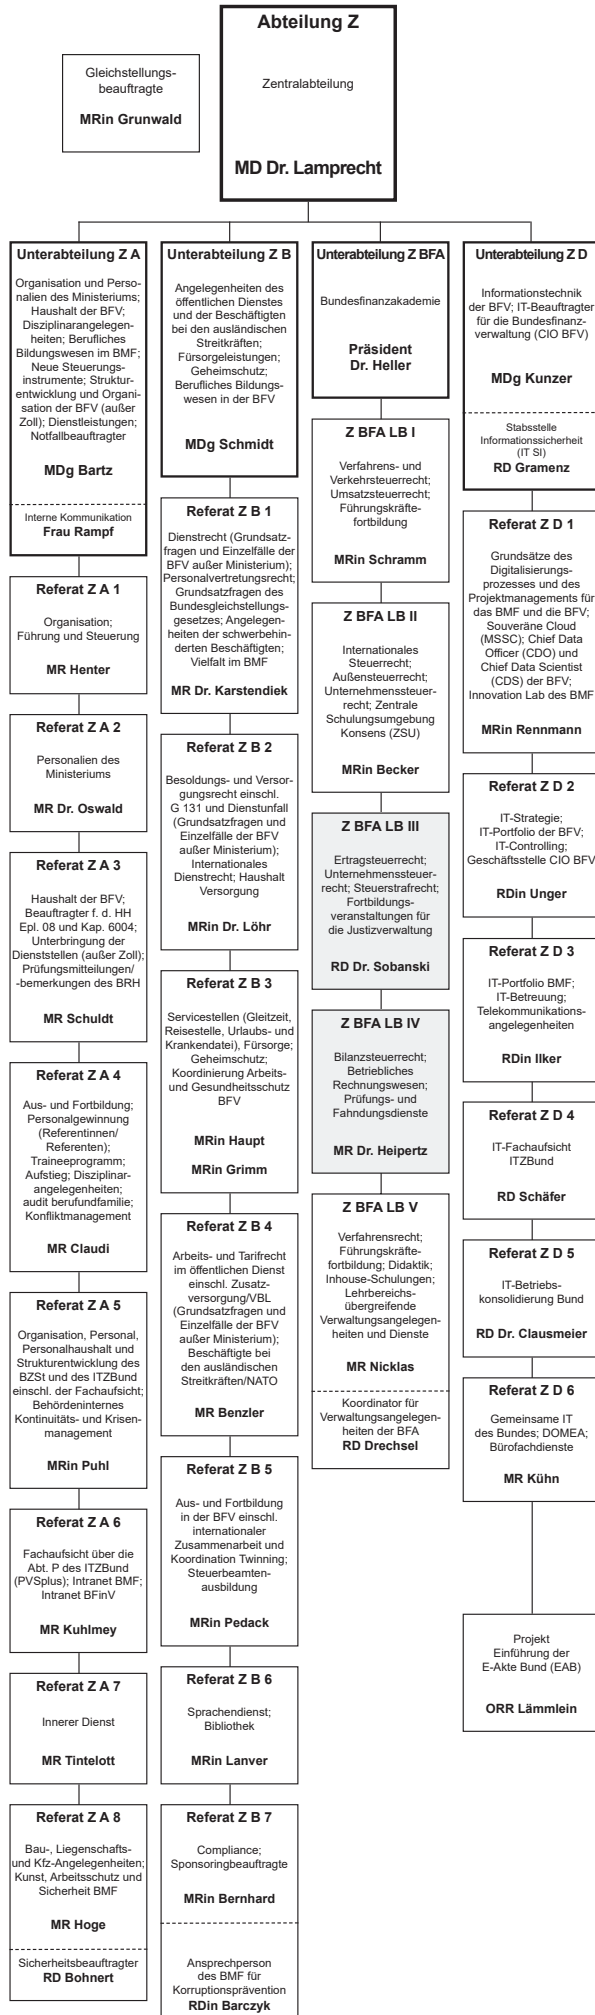 Abteilung Z
Zentralabteilung
MD Dr. Lamprecht
Gleichstellungs-
beauftragte
MRin Grunwald
Unterabteilung Z A
Organisation und Perso-
nalien des Ministeriums;
Haushalt der BFV;
Disziplinarangelegen-
heiten; Berufliches
Bildungswesen im BMF;
Neue Steuerungs-
instrumente; Struktur-
entwicklung und Organi-
sation der BFV (außer
Zoll); Dienstleistungen;
Notfallbeauftragter
MDg Bartz
Interne Kommunikation
Frau Rampf
Referat Z A 1
Organisation;
Führung und Steuerung
MR Henter
Referat Z A 2
Personalien des
Ministeriums
MR Dr. Oswald
Referat Z A 3
Haushalt der BFV;
Beauftragter f. d. HH
Epl. 08 und Kap. 6004;
Unterbringung der
Dienststellen (außer Zoll);
Prüfungsmitteilungen/
-bemerkungen des BRH
MR Schuldt
Referat Z A 4
Aus- und Fortbildung;
Personalgewinnung
(Referentinnen/
Referenten);
Traineeprogramm;
Aufstieg; Disziplinar-
angelegenheiten;
audit berufundfamilie;
Konfliktmanagement
MR Claudi
Referat Z A 5
Organisation, Personal,
Personalhaushalt und
Strukturentwicklung des
BZSt und des ITZBund
einschl. der Fachaufsicht;
Behördeninternes
Kontinuitäts- und Krisen-
management
MRin Puhl
Referat Z A 6
Fachaufsicht über die
Abt. P des ITZBund
(PVSplus); Intranet BMF;
Intranet BFinV
MR Kuhlmey
Referat Z A 7
Innerer Dienst
MR Tintelott
Referat Z A 8
Bau-, Liegenschafts-
und Kfz-Angelegenheiten;
Kunst, Arbeitsschutz und
Sicherheit BMF
MR Hoge
Sicherheitsbeauftragter
RD Bohnert
Unterabteilung Z B
Angelegenheiten des
öffentlichen Dienstes
und der Beschäftigten
bei den ausländischen
Streitkräften;
Fürsorgeleistungen;
Geheimschutz;
Berufliches Bildungs-
wesen in der BFV
MDg Schmidt
Referat Z B 1
Dienstrecht (Grundsatz-
fragen und Einzelfälle der
BFV außer Ministerium);
Personalvertretungsrecht;
Grundsatzfragen des
Bundesgleichstellungs-
gesetzes; Angelegen-
heiten der schwerbehin-
derten Beschäftigten;
Vielfalt im BMF
MR Dr. Karstendiek
Referat Z B 2
Besoldungs- und Versor-
gungsrecht einschl.
G 131 und Dienstunfall
(Grundsatzfragen und
Einzelfälle der BFV
außer Ministerium);
Internationales
Dienstrecht; Haushalt
Versorgung
MRin Dr. Löhr
Referat Z B 3
Servicestellen (Gleitzeit,
Reisestelle, Urlaubs- und
Krankendatei), Fürsorge;
Geheimschutz;
Koordinierung Arbeits-
und Gesundheitsschutz
BFV
MRin Haupt
MRin Grimm
Referat Z B 4
Arbeits- und Tarifrecht
im öffentlichen Dienst
einschl. Zusatz-
versorgung/VBL
(Grundsatzfragen und
Einzelfälle der BFV
außer Ministerium);
Beschäftigte bei
den ausländischen
Streitkräften/NATO
MR Benzler
Referat Z B 5
Aus- und Fortbildung
in der BFV einschl.
internationaler
Zusammenarbeit und
Koordination Twinning;
Steuerbeamten-
ausbildung
MRin Pedack
Referat Z B 6
Sprachendienst;
Bibliothek
MRin Lanver
Referat Z B 7
Compliance;
Sponsoringbeauftragte
MRin Bernhard
Ansprechperson
des BMF für
Korruptionsprävention
RDin Barczyk
Unterabteilung Z BFA
Bundesfinanzakademie
Präsident
Dr. Heller
Z BFA LB I
Verfahrens- und
Verkehrsteuerrecht;
Umsatzsteuerrecht;
Führungskräfte-
fortbildung
MRin Schramm
Z BFA LB II
Internationales
Steuerrecht;
Außensteuerrecht;
Unternehmenssteuer-
recht; Zentrale
Schulungsumgebung
Konsens (ZSU)
MRin Becker
Z BFA LB III
Ertragsteuerrecht;
Unternehmenssteuer-
recht; Steuerstrafrecht;
Fortbildungs-
veranstaltungen für
die Justizverwaltung
RD Dr. Sobanski
Z BFA LB IV
Bilanzsteuerrecht;
Betriebliches
Rechnungswesen;
Prüfungs- und
Fahndungsdienste
MR Dr. Heipertz
Z BFA LB V
Verfahrensrecht;
Führungskräfte-
fortbildung; Didaktik;
Inhouse-Schulungen;
Lehrbereichs-
übergreifende
Verwaltungsangelegen-
heiten und Dienste
MR Nicklas
Koordinator für
Verwaltungsangelegen-
heiten der BFA
RD Drechsel
Unterabteilung Z D
Informationstechnik
der BFV; IT-Beauftragter
für die Bundesfinanz-
verwaltung (CIO BFV)
MDg Kunzer
Stabsstelle
Informationssicherheit
(IT SI)
RD Gramenz
Referat Z D 1
Grundsätze des
Digitalisierungs-
prozesses und des
Projektmanagements für
das BMF und die BFV;
Souveräne Cloud
(MSSC); Chief Data
Officer (CDO) und
Chief Data Scientist
(CDS) der BFV;
Innovation Lab des BMF
MRin Rennmann
Referat Z D 2
IT-Strategie;
IT-Portfolio der BFV;
IT-Controlling;
Geschäftsstelle CIO BFV
RDin Unger
Referat Z D 3
IT-Portfolio BMF;
IT-Betreuung;
Telekommunikations-
angelegenheiten
RDin Ilker
Referat Z D 4
IT-Fachaufsicht
ITZBund
RD Schäfer
Referat Z D 5
IT-Betriebs-
konsolidierung Bund
RD Dr. Clausmeier
Referat Z D 6
Gemeinsame IT
des Bundes; DOMEA;
Bürofachdienste
MR Kühn
Projekt
Einführung der
E-Akte Bund (EAB)
ORR Lämmlein